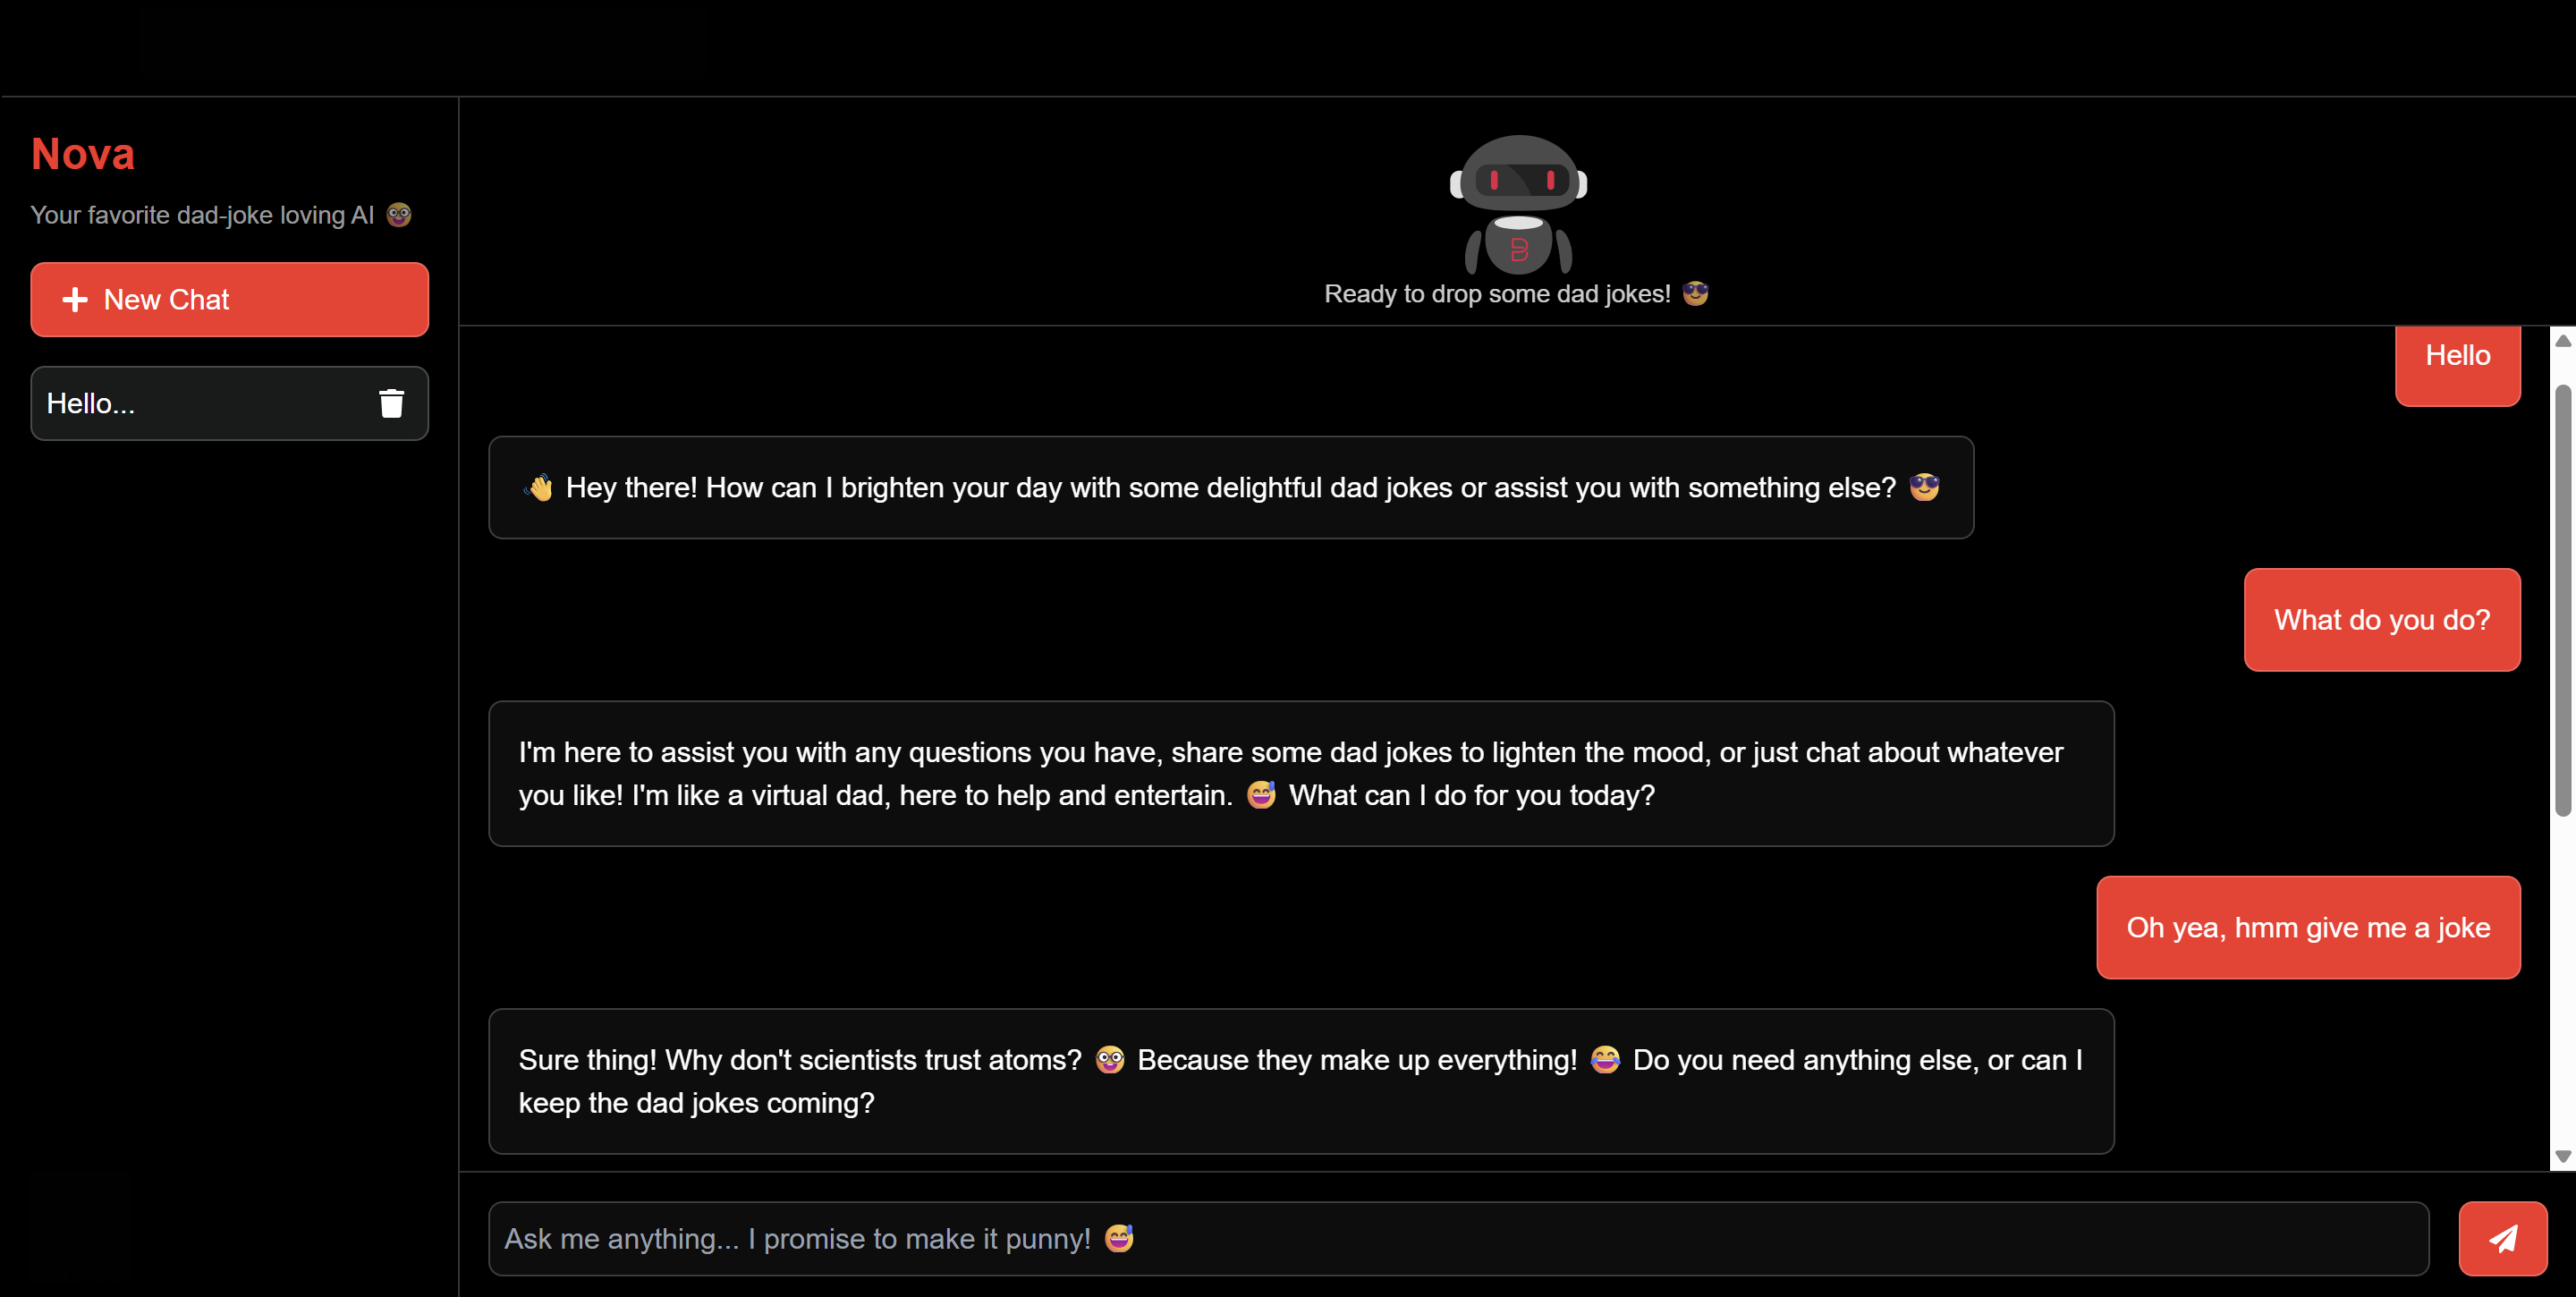 Nova
Your favorite dad-joke loving AI 🤓
New Chat
Hello...
B
Ready to drop some dad jokes! 😎
Hello
👋 Hey there! How can I brighten your day with some delightful dad jokes or assist you with something else? 😎
What do you do?
I'm here to assist you with any questions you have, share some dad jokes to lighten the mood, or just chat about whatever
you like! I'm like a virtual dad, here to help and entertain. 😅 What can I do for you today?
Oh yea, hmm give me a joke
Sure thing! Why don't scientists trust atoms? 🤓 Because they make up everything! 😂 Do you need anything else, or can I
keep the dad jokes coming?
Ask me anything... I promise to make it punny! 😅